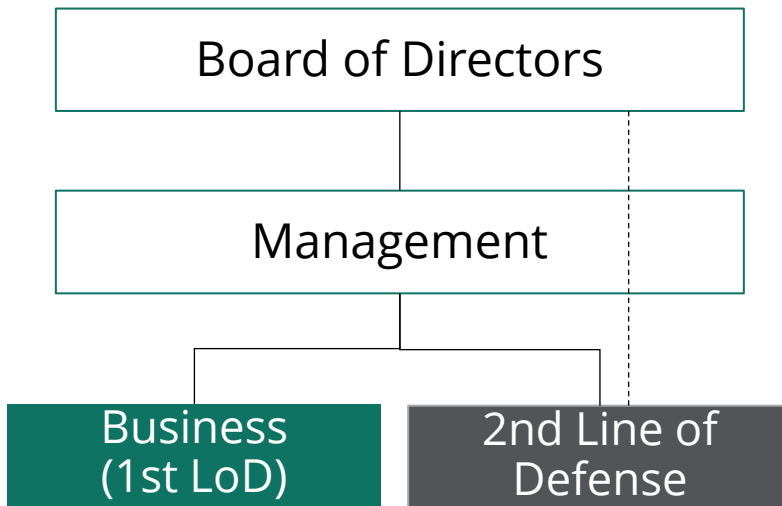 Board of Directors
Management
Business
(1st LoD)
2nd Line of
Defense